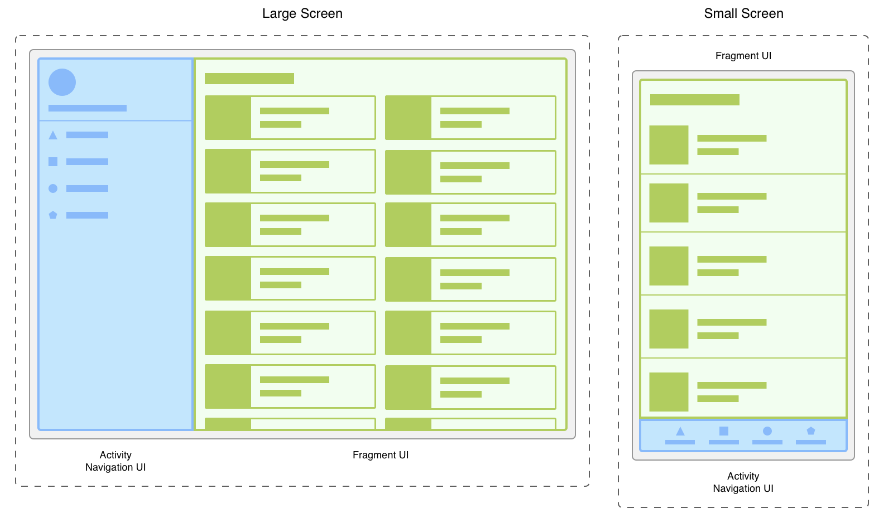 Large Screen
Activity
Navigation UI
Fragment UI
Small Screen
Fragment UI
Activity
Navigation UI